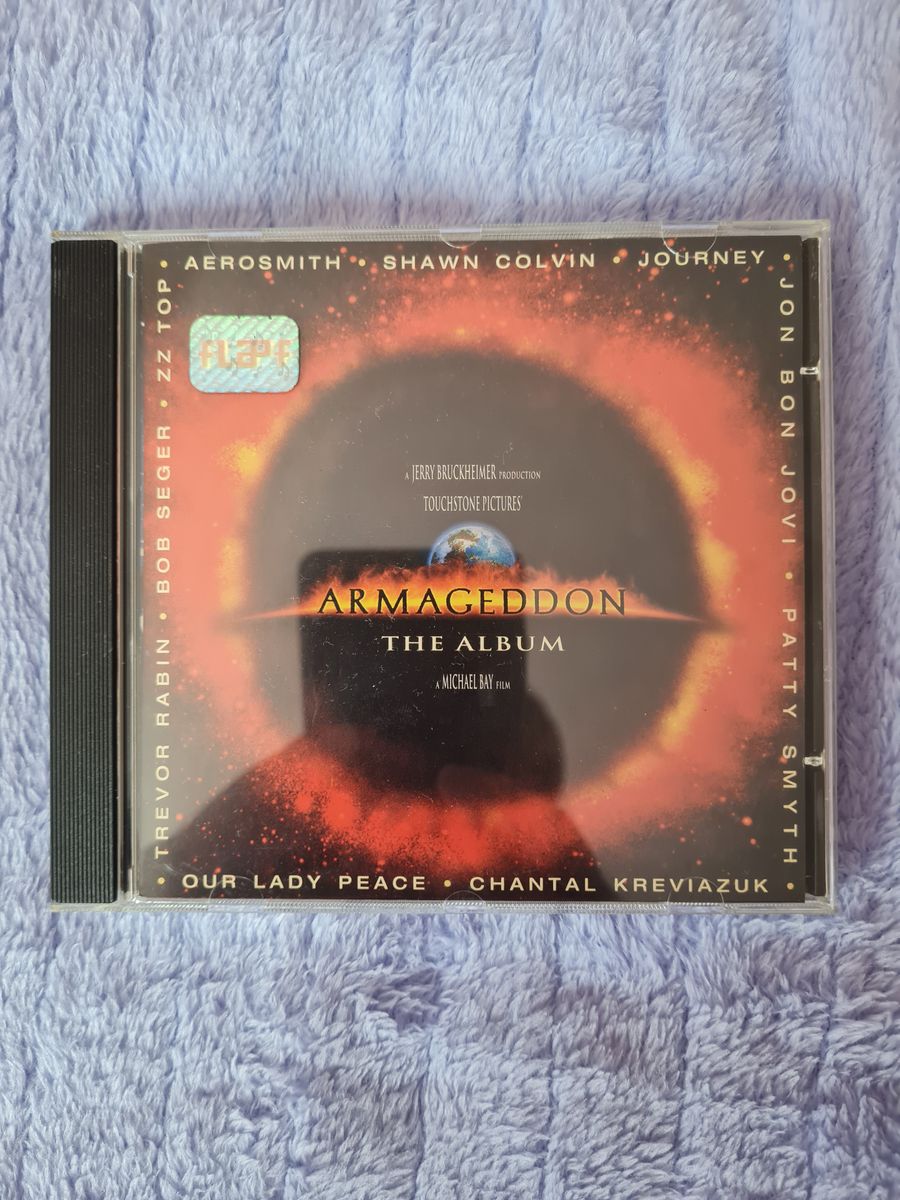 • AEROSMITH • SHAWN COLVIN • JOURNEY •
JON BON JOVI • PATTY SMYTH •
• OUR LADY PEACE • CHANTAL KREVIAZUK •
TREVOR RABIN • BOB SEGER • ZZ TOP
A JERRY BRUCKHEIMER PRODUCTION
TOUCHSTONE PICTURES'
ARMAGEDDON
THE ALBUM
A MICHAEL BAY FILM